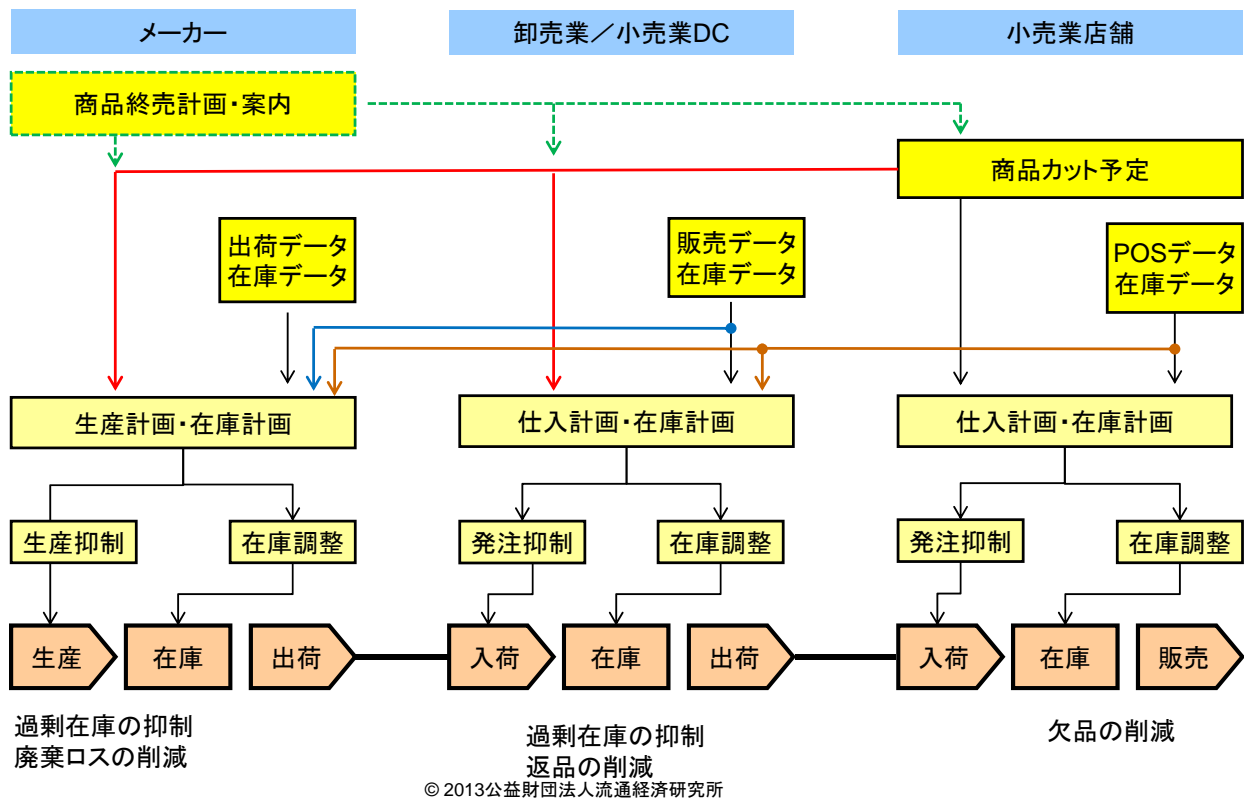 メーカー
卸売業／小売業DC
小売業店舗
商品終売計画・案内
商品カット予定
出荷データ
在庫データ
販売データ
在庫データ
POSデータ
在庫データ
生産計画・在庫計画
仕入計画・在庫計画
仕入計画・在庫計画
生産抑制
在庫調整
発注抑制
在庫調整
発注抑制
在庫調整
生産
在庫
出荷
入荷
在庫
出荷
入荷
在庫
販売
過剰在庫の抑制
廃棄ロスの削減
過剰在庫の抑制
返品の削減
欠品の削減
© 2013公益財団法人流通経済研究所